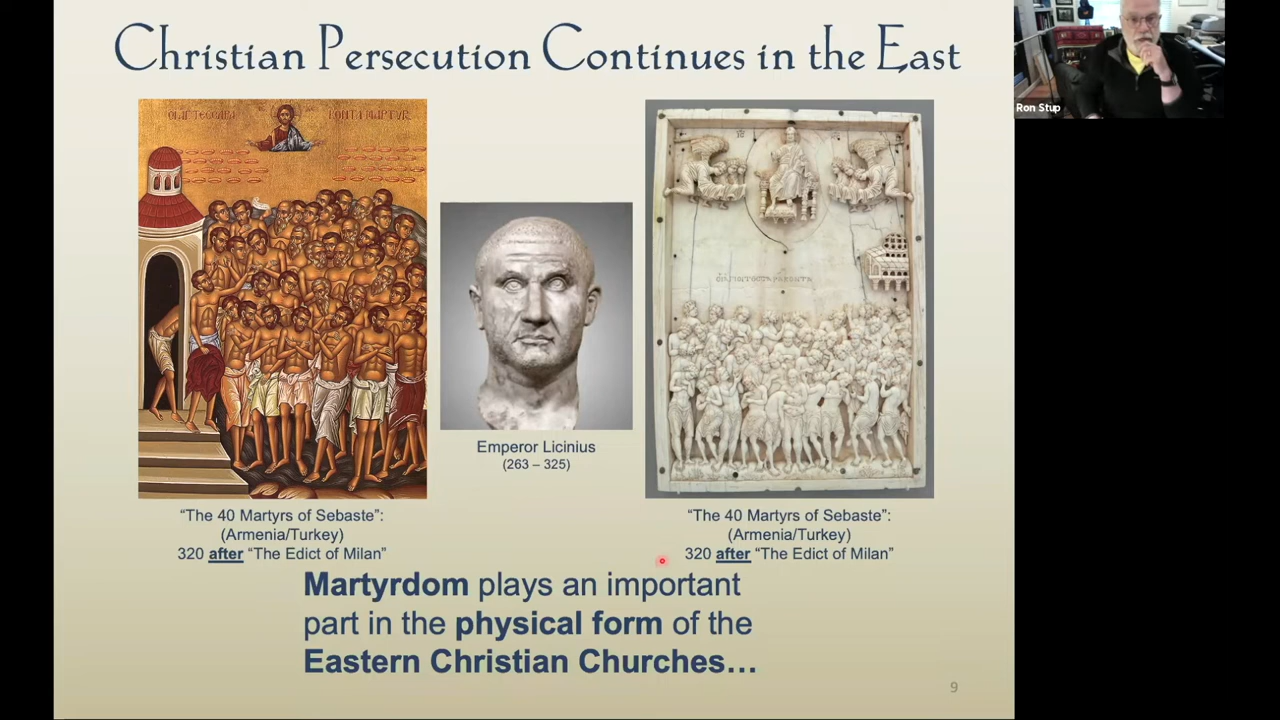 Christian Persecution Continues in the East
Ron Stup
Emperor Licinius
(263 – 325)
“The 40 Martyrs of Sebaste”:
(Armenia/Turkey)
320 after “The Edict of Milan”
“The 40 Martyrs of Sebaste”:
(Armenia/Turkey)
320 after “The Edict of Milan”
Martyrdom plays an important
part in the physical form of the
Eastern Christian Churches…
9